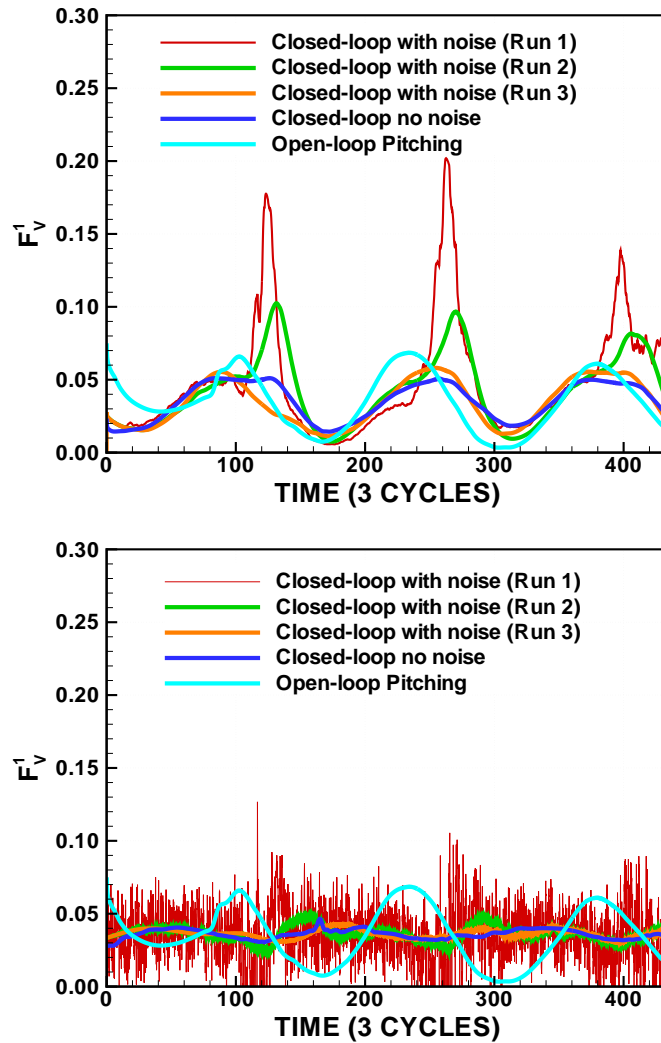 0.30
Closed-loop with noise (Run 1)
Closed-loop with noise (Run 2)
0.25
Closed-loop with noise (Run 3)
Closed-loop no noise
Open-loop Pitching
0.20
F¹V
0.15
0.10
0.05
0.00
0 100 200 300 400
TIME (3 CYCLES)
0.30
Closed-loop with noise (Run 1)
Closed-loop with noise (Run 2)
0.25
Closed-loop with noise (Run 3)
Closed-loop no noise
Open-loop Pitching
0.20
F¹V
0.15
0.10
0.05
0.00
0 100 200 300 400
TIME (3 CYCLES)